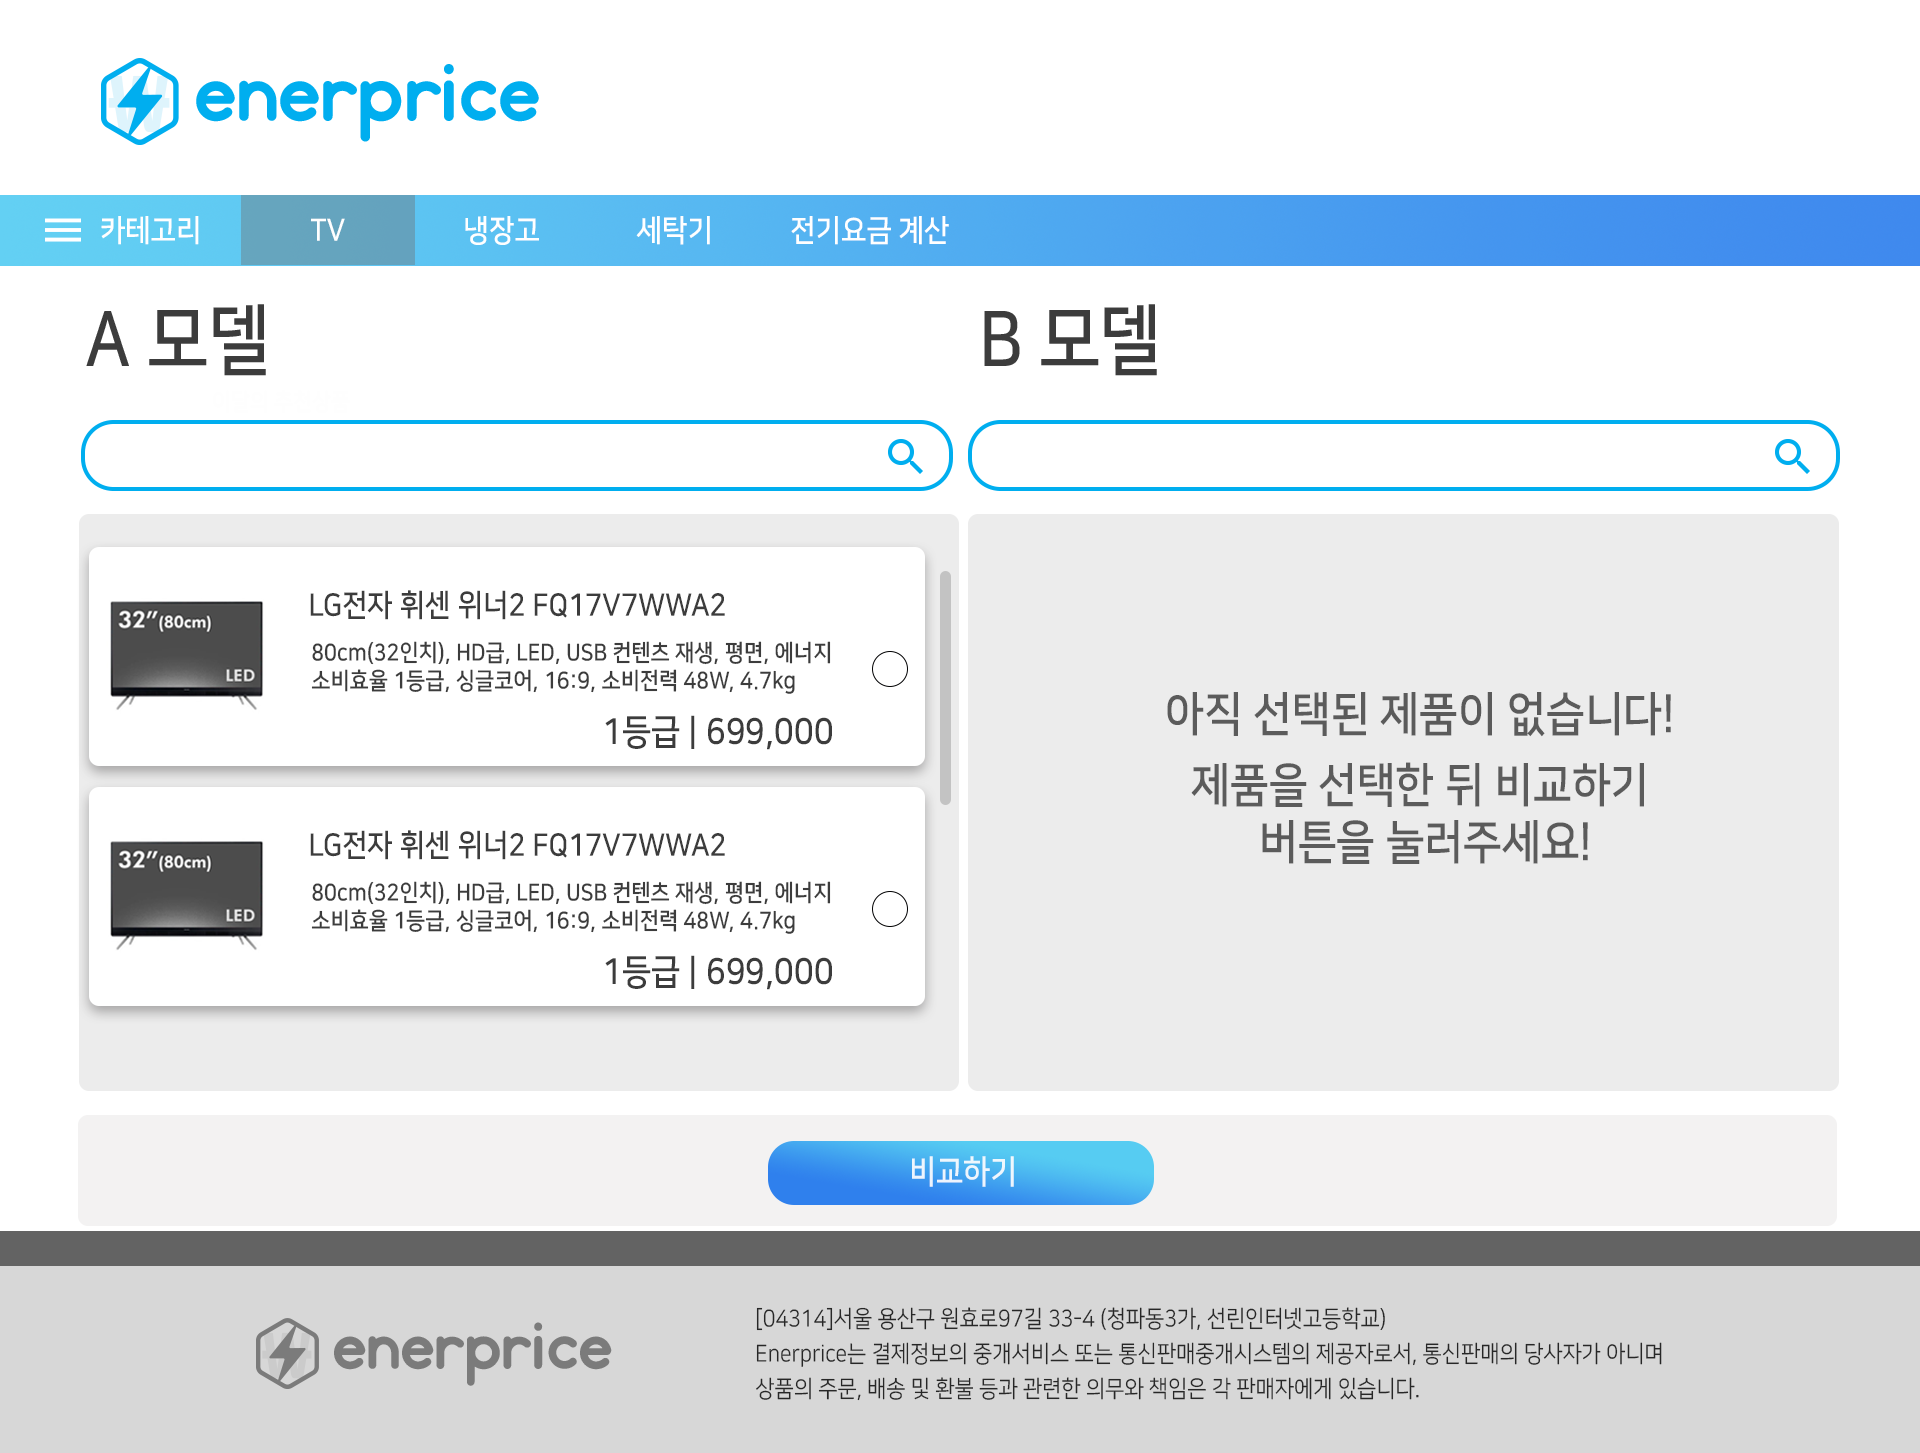 enerprice
카테고리 TV 냉장고 세탁기 전기요금 계산
A 모델
B 모델
32″(80cm)
LED
LG전자 휘센 위너2 FQ17V7WWA2
80cm(32인치), HD급, LED, USB 컨텐츠 재생, 평면, 에너지
소비효율 1등급, 싱글코어, 16:9, 소비전력 48W, 4.7kg
1등급 | 699,000
32″(80cm)
LED
LG전자 휘센 위너2 FQ17V7WWA2
80cm(32인치), HD급, LED, USB 컨텐츠 재생, 평면, 에너지
소비효율 1등급, 싱글코어, 16:9, 소비전력 48W, 4.7kg
1등급 | 699,000
아직 선택된 제품이 없습니다!
제품을 선택한 뒤 비교하기
버튼을 눌러주세요!
비교하기
enerprice
[04314]서울 용산구 원효로97길 33-4 (청파동3가, 선린인터넷고등학교)
Enerprice는 결제정보의 중개서비스 또는 통신판매중개시스템의 제공자로서, 통신판매의 당사자가 아니며
상품의 주문, 배송 및 환불 등과 관련한 의무와 책임은 각 판매자에게 있습니다.